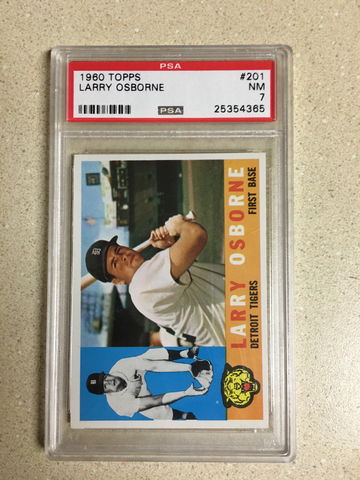 PSA
1960 TOPPS #201
LARRY OSBORNE NM
7
PSA 25354365
LARRY OSBORNE
DETROIT TIGERS FIRST BASE